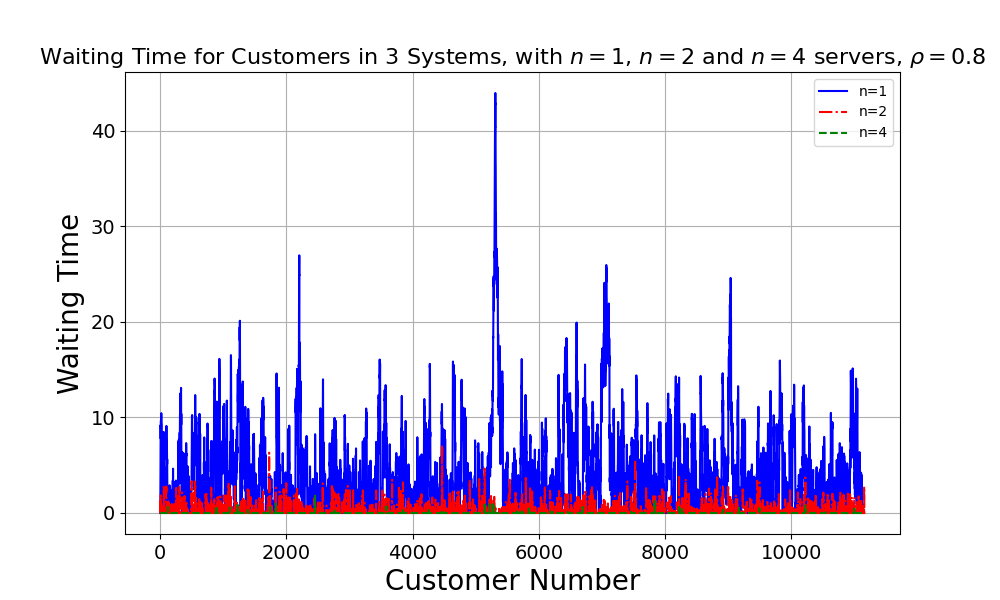 Waiting Time for Customers in 3 Systems, with n = 1, n = 2 and n = 4 servers, ρ = 0.8
n=1
n=2
n=4
40
30
20
10
0
Waiting Time
0 2000 4000 6000 8000 10000
Customer Number